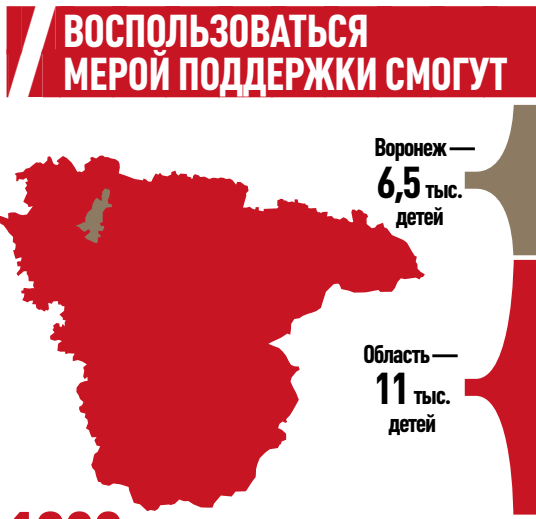 ВОСПОЛЬЗОВАТЬСЯ
МЕРОЙ ПОДДЕРЖКИ СМОГУТ
Воронеж —
6,5 тыс.
детей
Область —
11 тыс.
детей